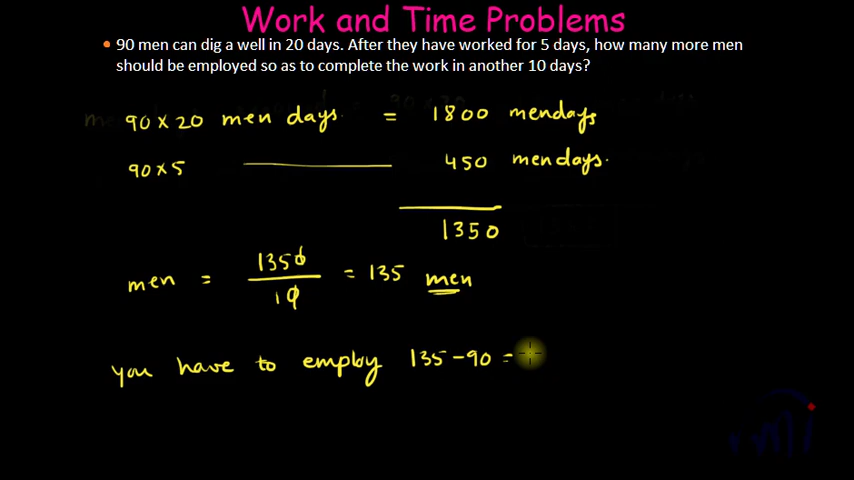 Work and Time Problems
• 90 men can dig a well in 20 days. After they have worked for 5 days, how many more men
should be employed so as to complete the work in another 10 days?
90 x 20 men days = 1800 mendays
90 x 5 450 mendays.
1350
men = 1350 / 10 = 135 men
you have to employ 135 - 90 =